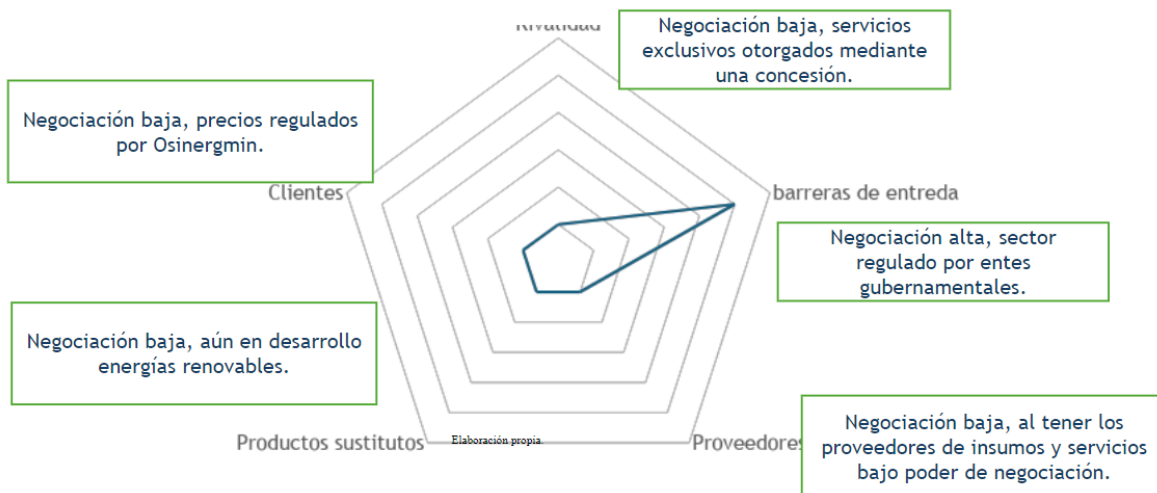 Rivalidad
Negociación baja, servicios
exclusivos otorgados mediante
una concesión.
Negociación baja, precios regulados
por Osinergmin.
Clientes
barreras de entreda
Negociación alta, sector
regulado por entes
gubernamentales.
Negociación baja, aún en desarrollo
energías renovables.
Productos sustitutos
Elaboración propia.
Proveedores
Negociación baja, al tener los
proveedores de insumos y servicios
bajo poder de negociación.